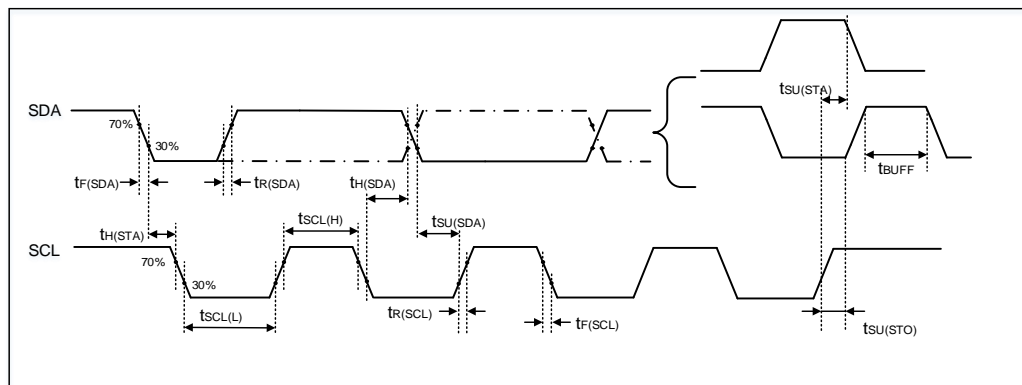 tSU(STA)
SDA
70%
30%
tBUFF
tF(SDA)
tR(SDA)
tH(SDA)
tH(STA)
tSCL(H)
tSU(SDA)
SCL
70%
30%
tSCL(L)
tR(SCL)
tF(SCL)
tSU(STO)